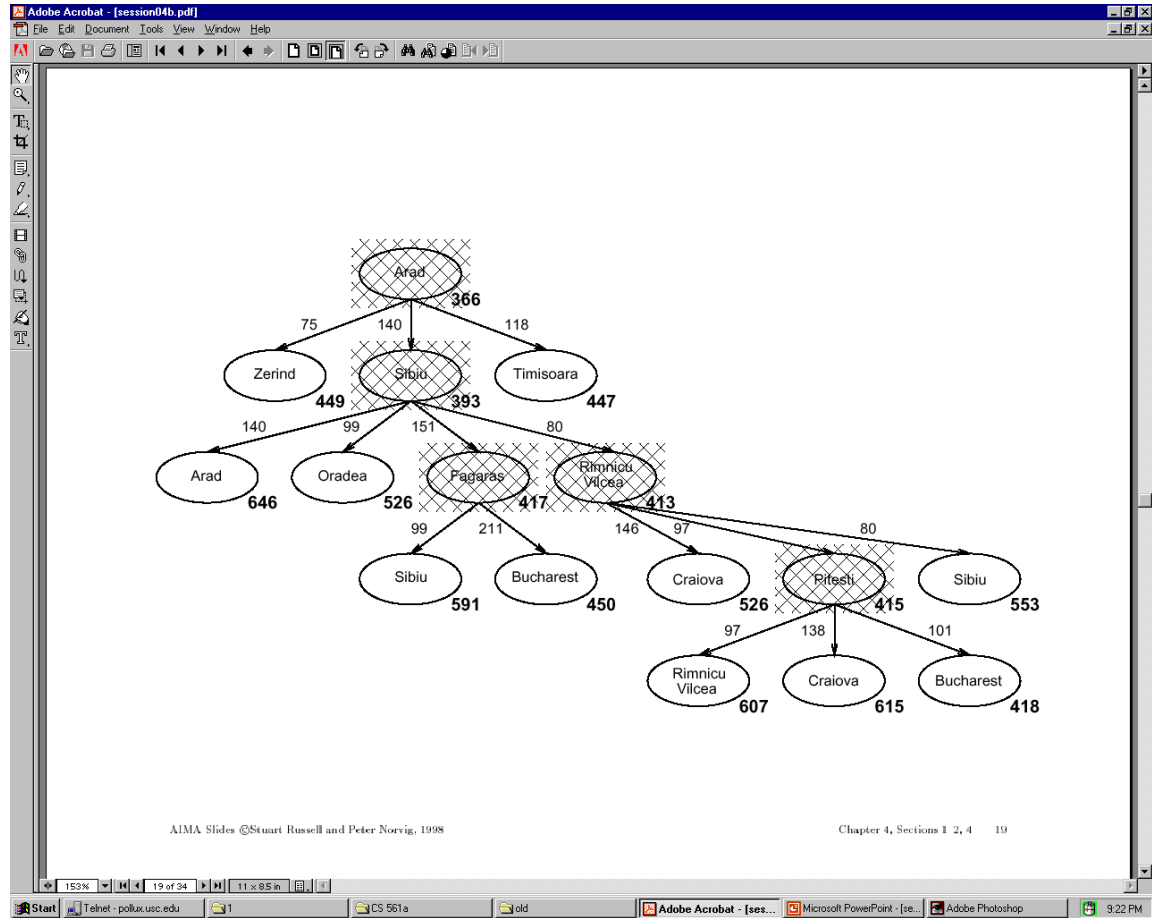 Adobe Acrobat - [session04b.pdf]
File Edit Document Tools View Window Help
Arad
366
75 140 118
Zerind Sibiu Timisoara
449 393 447
140 99 151 80
Arad Oradea Fagaras Rimnicu
Vilcea
646 526 417 413
99 211 146 97 80
Sibiu Bucharest Craiova Pitesti Sibiu
591 450 526 415 553
97 138 101
Rimnicu
Vilcea Craiova Bucharest
607 615 418
AIMA Slides ©Stuart Russell and Peter Norvig, 1998 Chapter 4, Sections 1 2, 4 19
153% 19 of 34 11 x 8.5 in
Start Telnet - pollux.usc.edu 1 CS 561a old Adobe Acrobat - [ses... Microsoft PowerPoint - [se... Adobe Photoshop 9:22 PM